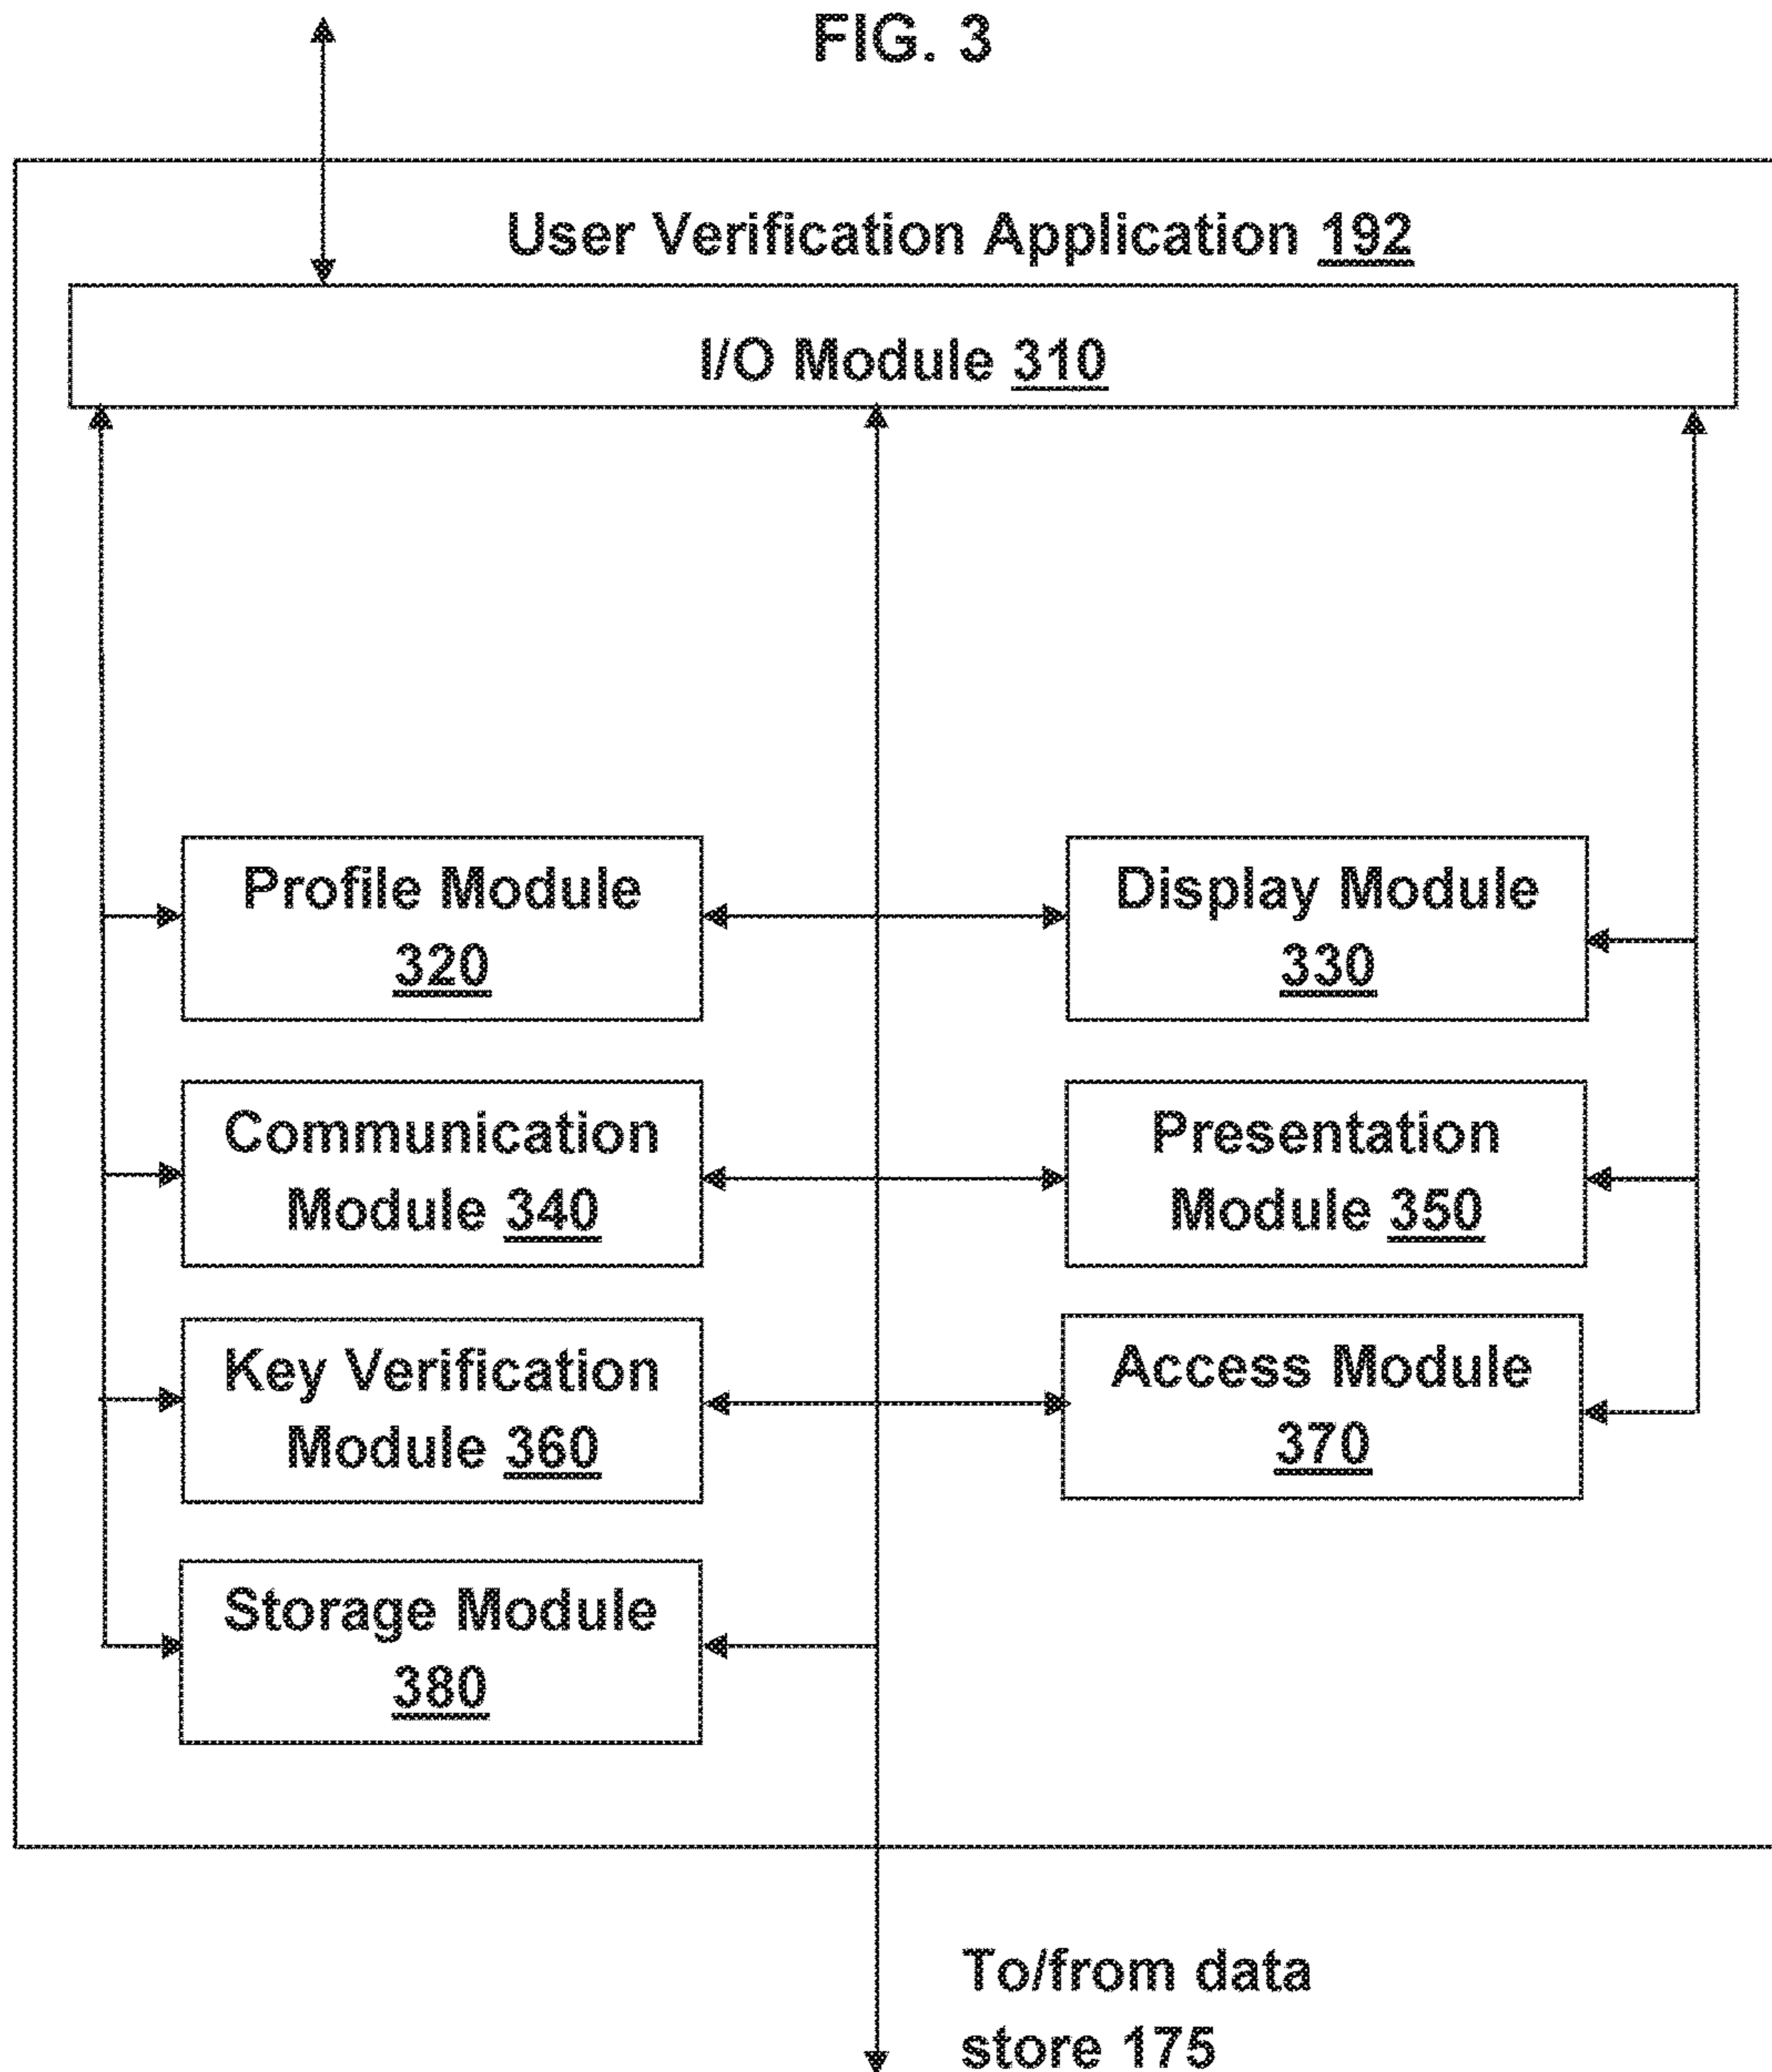 FIG. 3
User Verification Application 192
I/O Module 310
Profile Module
320
Display Module
330
Communication
Module 340
Presentation
Module 350
Key Verification
Module 360
Access Module
370
Storage Module
380
To/from data
store 175